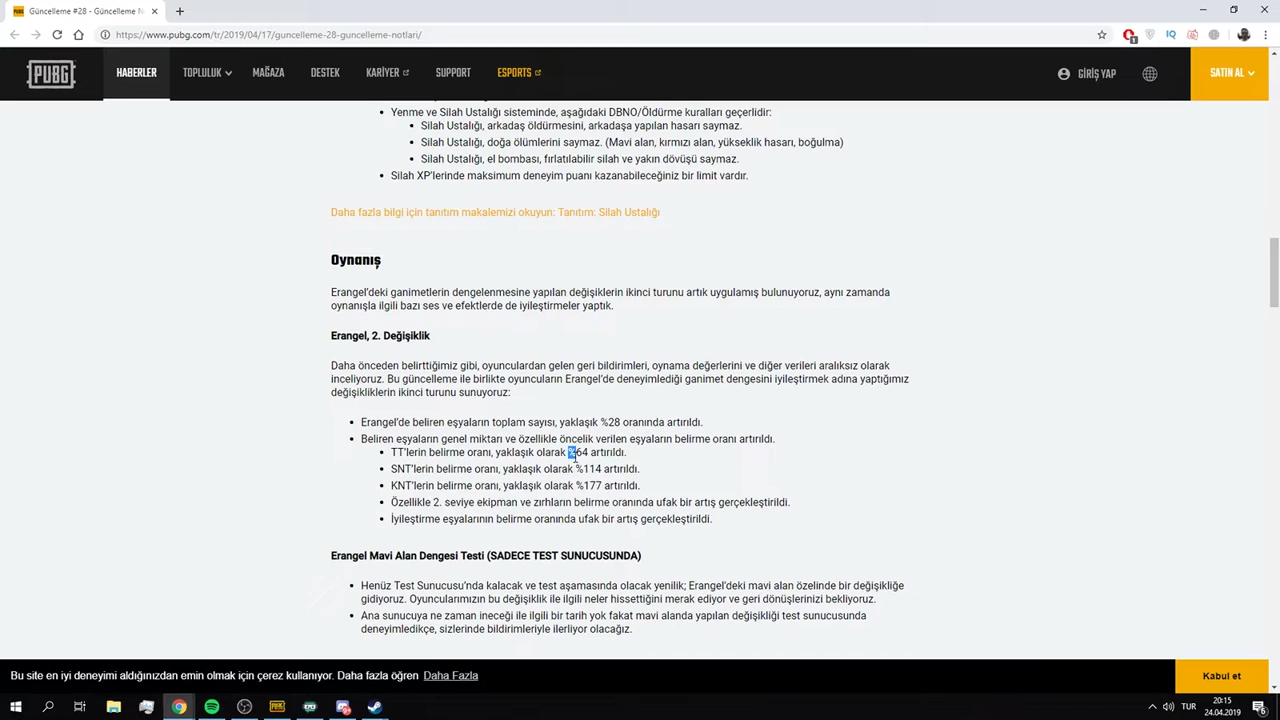 Güncelleme #28 - Güncelleme N
https://www.pubg.com/tr/2019/04/17/guncelleme-28-guncelleme-notlari/
PUBG HABERLER TOPLULUK MAĞAZA DESTEK KARİYER SUPPORT ESPORTS GİRİŞ YAP SATIN AL
Yenme ve Silah Ustalığı sisteminde, aşağıdaki DBNO/Öldürme kuralları geçerlidir:
Silah Ustalığı, arkadaş öldürmesini, arkadaşa yapılan hasarı saymaz.
Silah Ustalığı, doğa ölümlerini saymaz. (Mavi alan, kırmızı alan, yükseklik hasarı, boğulma)
Silah Ustalığı, el bombası, fırlatılabilir silah ve yakın dövüşü saymaz.
Silah XP'lerinde maksimum deneyim puanı kazanabileceğiniz bir limit vardır.
Daha fazla bilgi için tanıtım makalemizi okuyun: Tanıtım: Silah Ustalığı
Oynanış
Erangel'deki ganimetlerin dengelenmesine yapılan değişiklerin ikinci turunu artık uygulamış bulunuyoruz, aynı zamanda
oynanışla ilgili bazı ses ve efektlerde de iyileştirmeler yaptık.
Erangel, 2. Değişiklik
Daha önceden belirttiğimiz gibi, oyunculardan gelen geri bildirimleri, oynama değerlerini ve diğer verileri aralıksız olarak
inceliyoruz. Bu güncelleme ile birlikte oyuncuların Erangel'de deneyimlediği ganimet dengesini iyileştirmek adına yaptığımız
değişikliklerin ikinci turunu sunuyoruz:
Erangel'de beliren eşyaların toplam sayısı, yaklaşık %28 oranında artırıldı.
Beliren eşyaların genel miktarı ve özellikle öncelik verilen eşyaların belirme oranı artırıldı.
TT'lerin belirme oranı, yaklaşık olarak %64 artırıldı.
SNT'lerin belirme oranı, yaklaşık olarak %114 artırıldı.
KNT'lerin belirme oranı, yaklaşık olarak %177 artırıldı.
Özellikle 2. seviye ekipman ve zırhların belirme oranında ufak bir artış gerçekleştirildi.
İyileştirme eşyalarının belirme oranında ufak bir artış gerçekleştirildi.
Erangel Mavi Alan Dengesi Testi (SADECE TEST SUNUCUSUNDA)
Henüz Test Sunucusu'nda kalacak ve test aşamasında olacak yenilik; Erangel'deki mavi alan özelinde bir değişikliğe
gidiyoruz. Oyuncularımızın bu değişiklik ile ilgili neler hissettiğini merak ediyor ve geri dönüşlerinizi bekliyoruz.
Ana sunucuya ne zaman ineceği ile ilgili bir tarih yok fakat mavi alanda yapılan değişikliği test sunucusunda
deneyimledikçe, sizlerinde bildirimleriyle ilerliyor olacağız.
Bu site en iyi deneyimi aldığınızdan emin olmak için çerez kullanıyor. Daha fazla öğren Daha Fazla Kabul et
TUR 20:15
24.04.2019